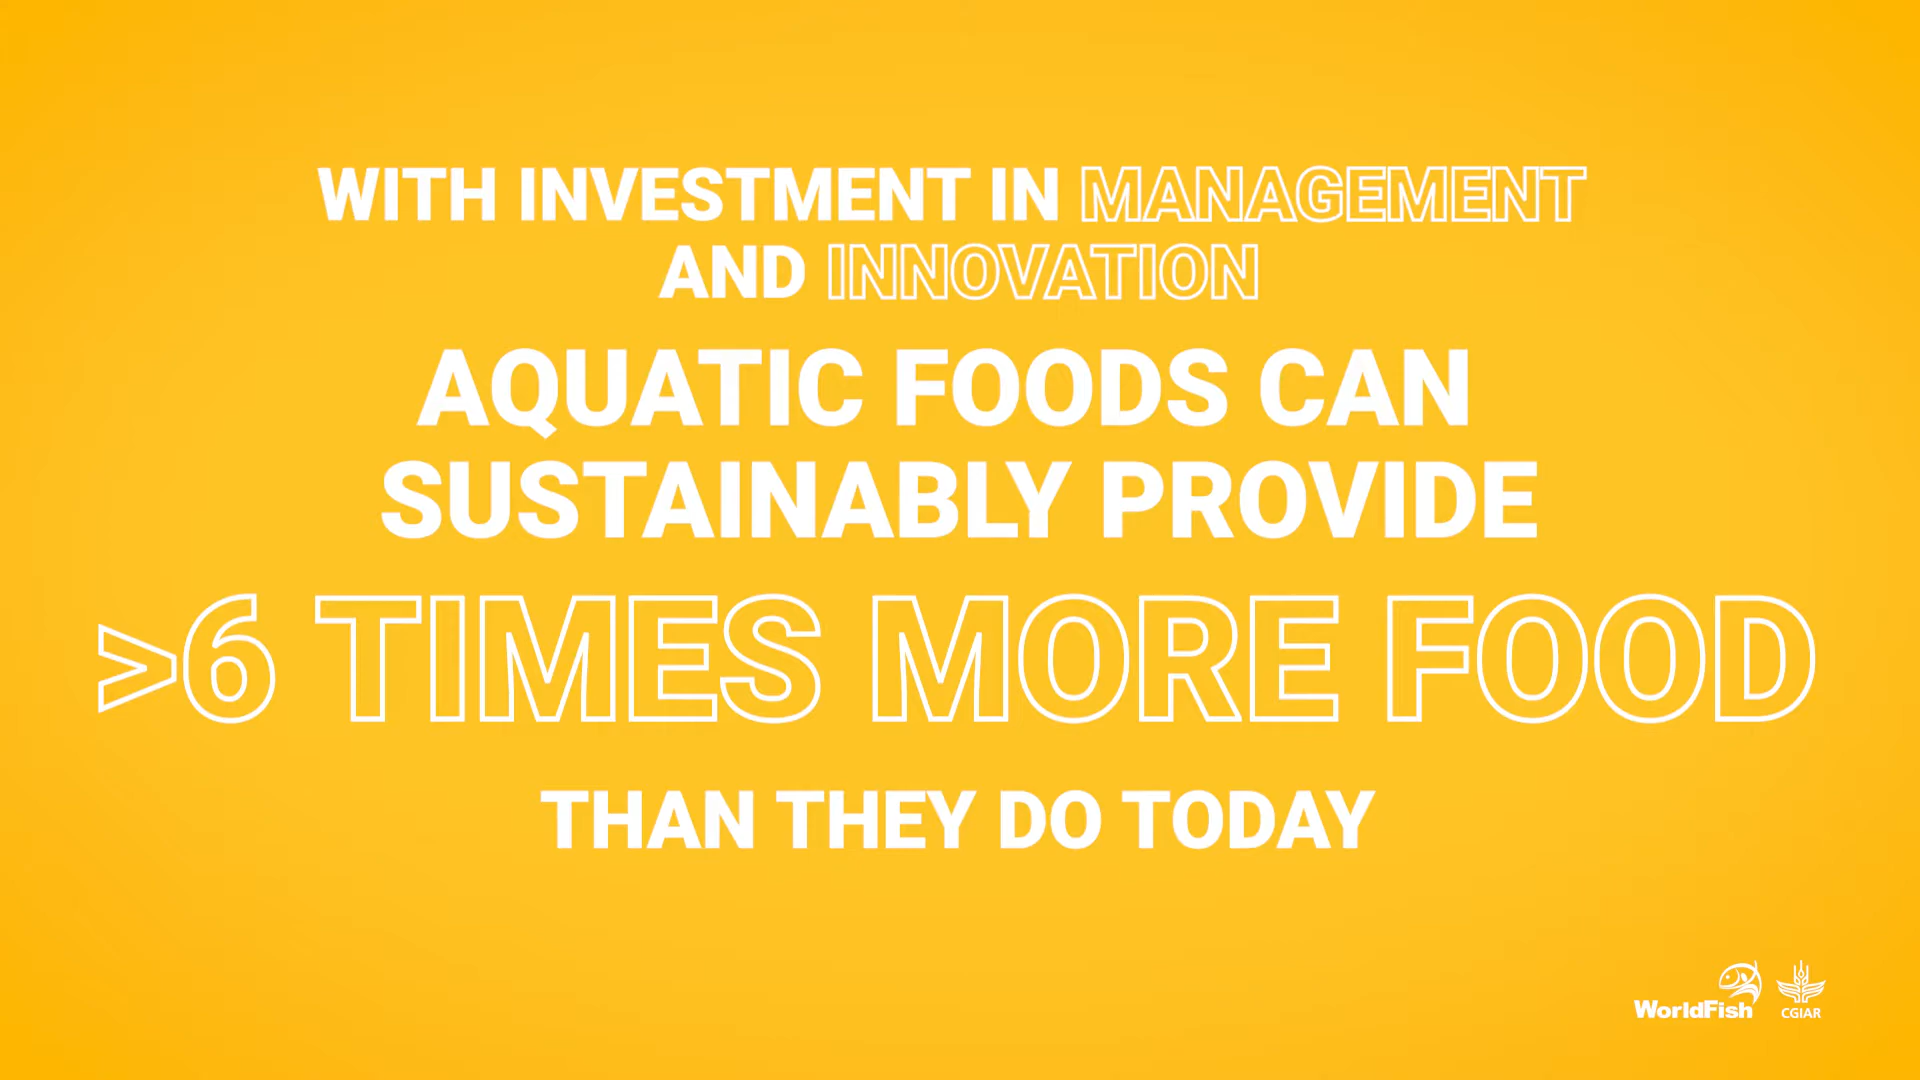 WITH INVESTMENT IN MANAGEMENT
AND INNOVATION
AQUATIC FOODS CAN
SUSTAINABLY PROVIDE
>6 TIMES MORE FOOD
THAN THEY DO TODAY
WorldFish
CGIAR